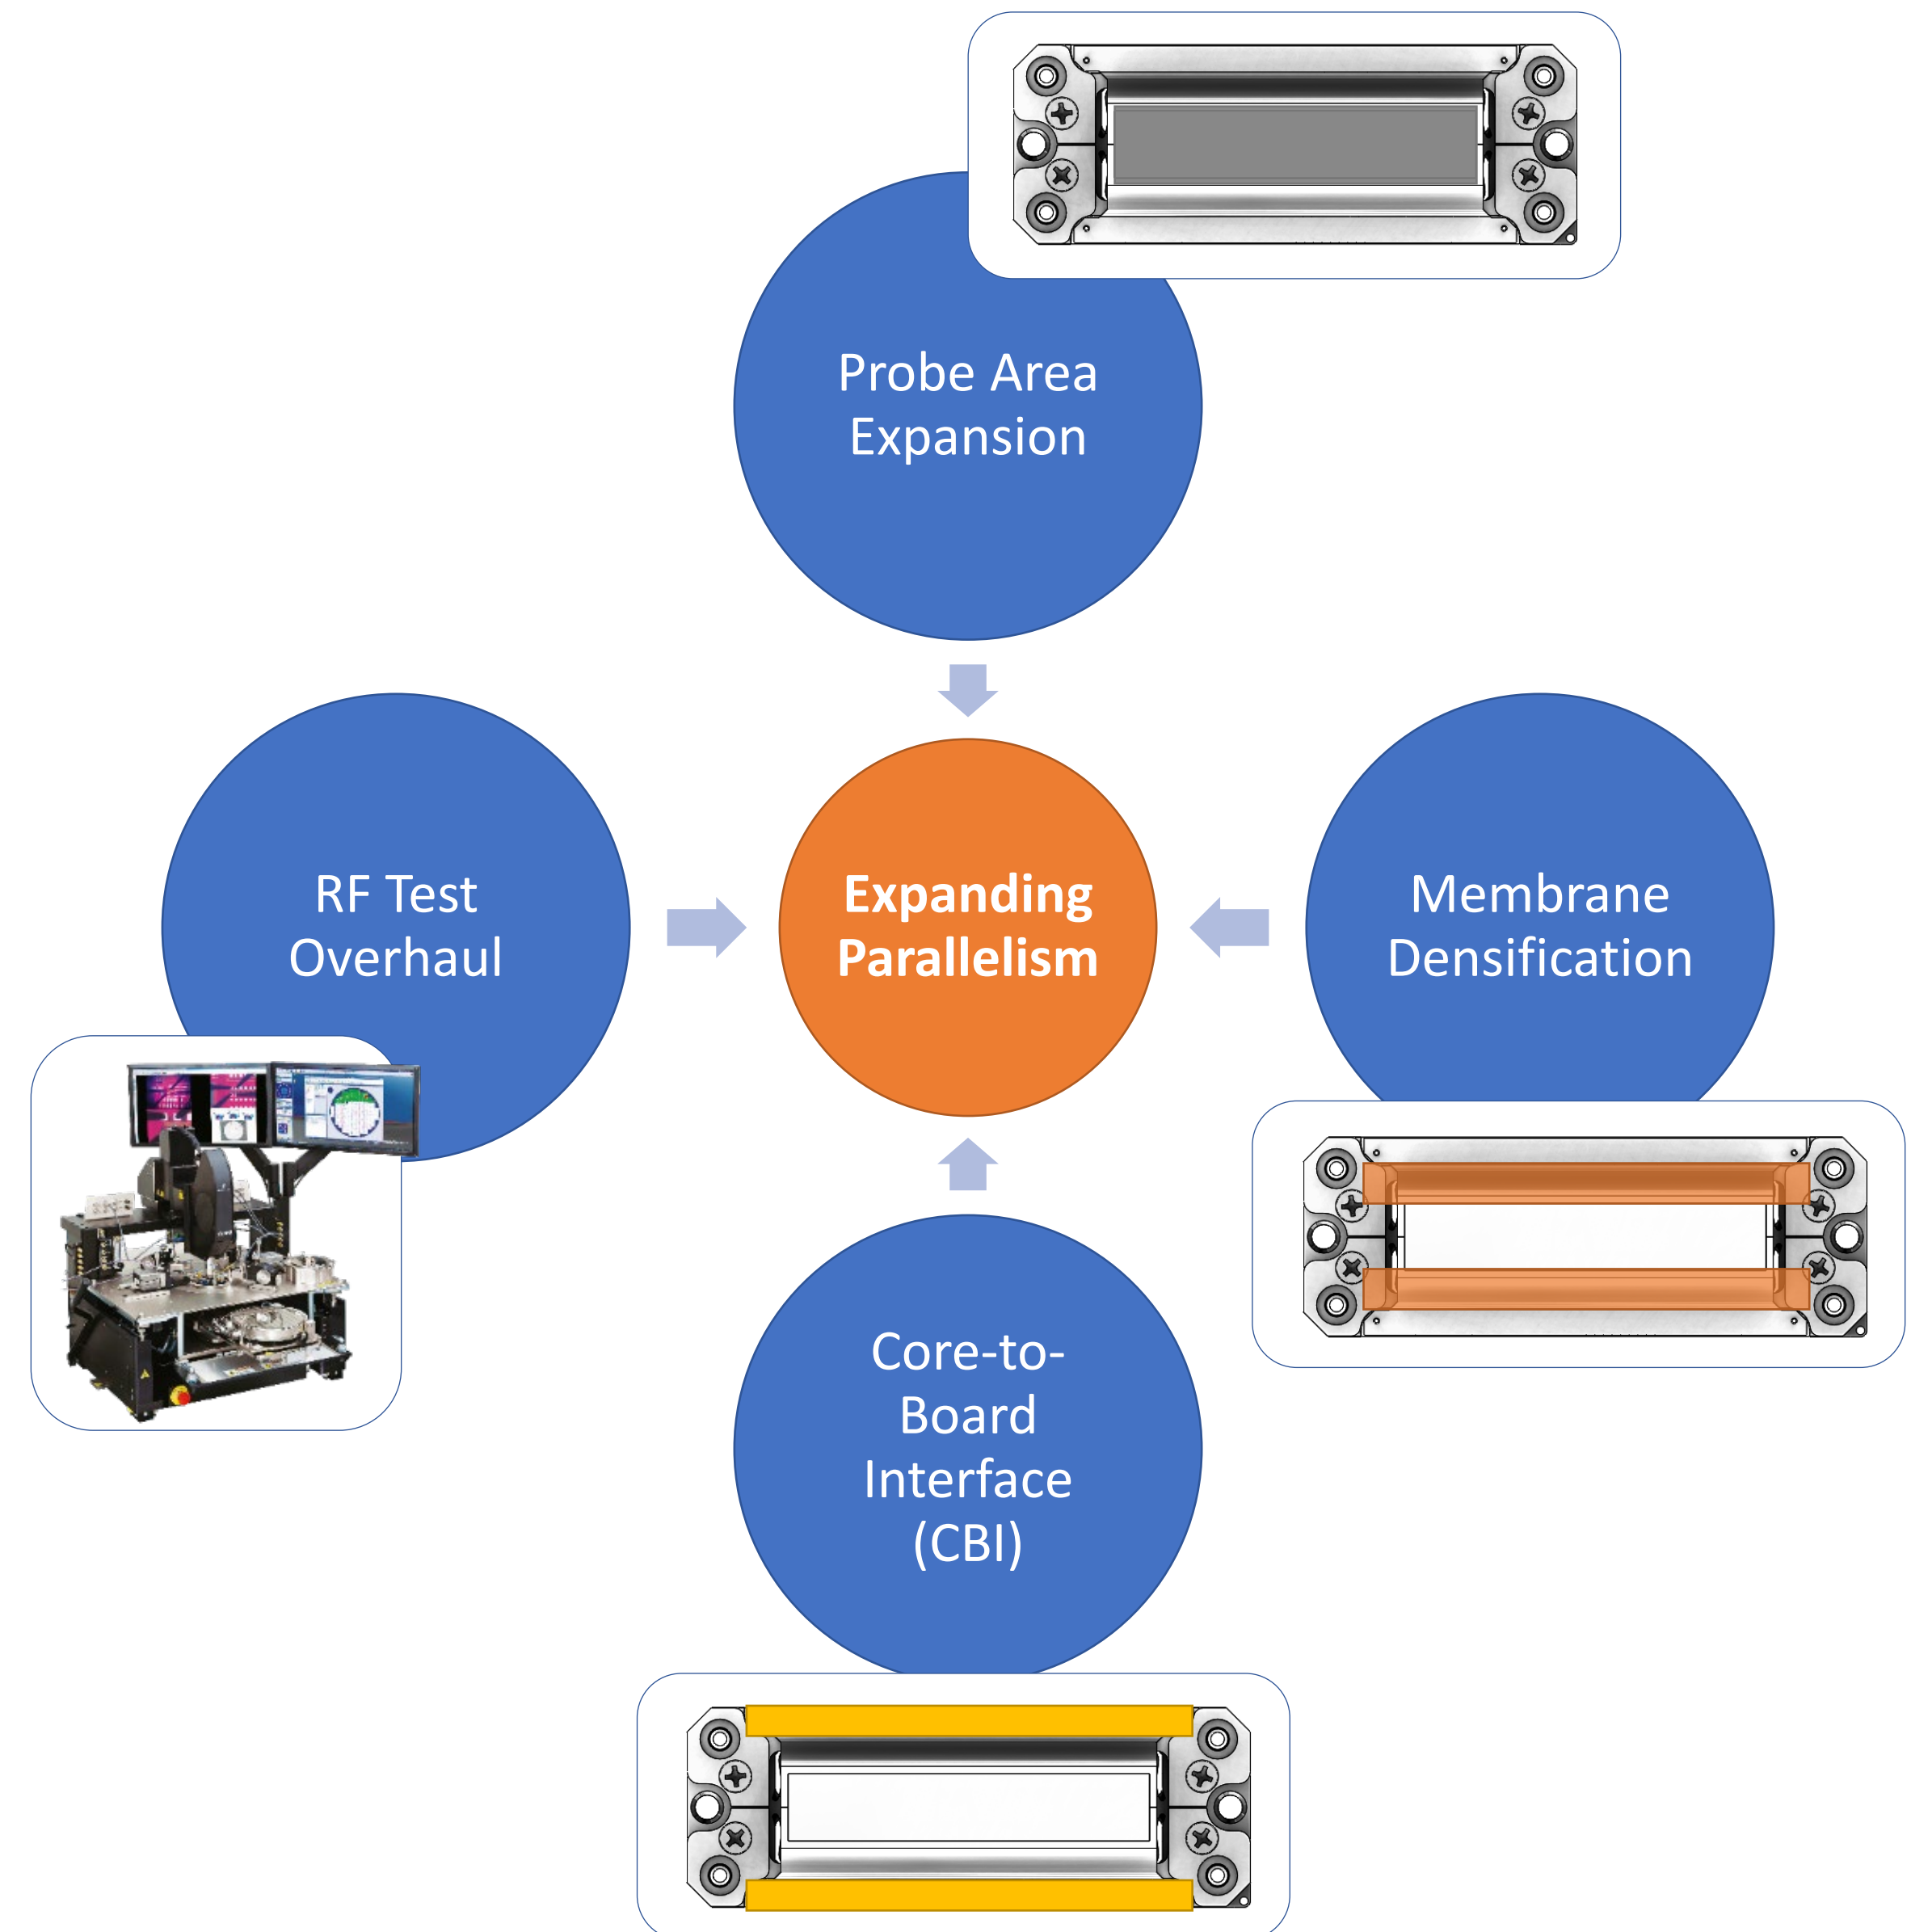 Probe Area
Expansion
RF Test
Overhaul
Expanding
Parallelism
Membrane
Densification
Core-to-
Board
Interface
(CBI)